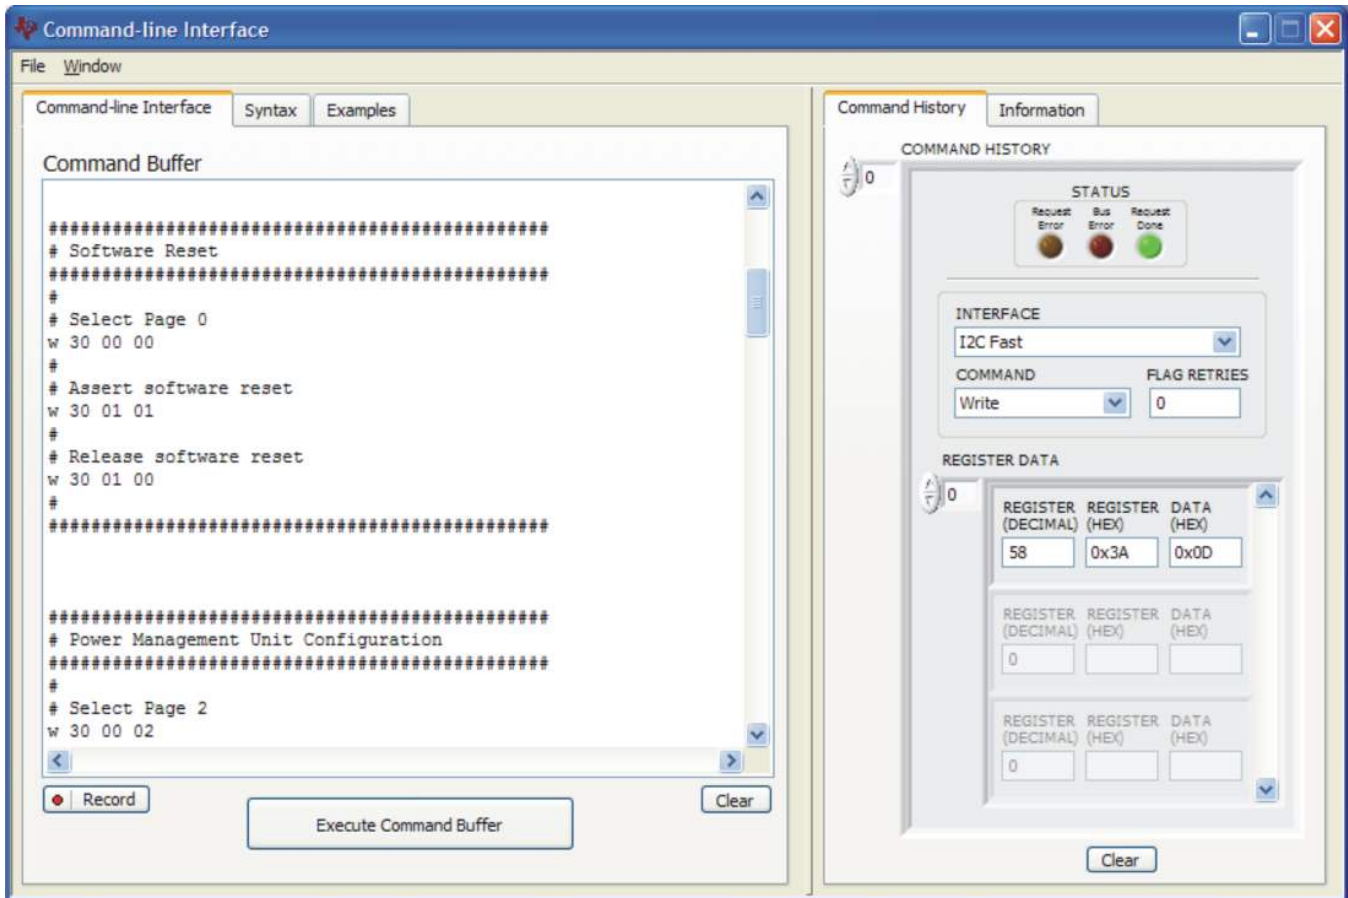 Command-line Interface
File Window
Command-line Interface Syntax Examples
Command Buffer
################################################
# Software Reset
################################################
#
# Select Page 0
w 30 00 00
#
# Assert software reset
w 30 01 01
#
# Release software reset
w 30 01 00
#
################################################
################################################
# Power Management Unit Configuration
################################################
#
# Select Page 2
w 30 00 02
Record
Clear
Execute Command Buffer
Command History Information
COMMAND HISTORY
0
STATUS
Request Error
Bus Error
Request Done
INTERFACE
I2C Fast
COMMAND FLAG RETRIES
Write 0
REGISTER DATA
0
REGISTER REGISTER DATA
(DECIMAL) (HEX) (HEX)
58 0x3A 0x0D
REGISTER REGISTER DATA
(DECIMAL) (HEX) (HEX)
0
REGISTER REGISTER DATA
(DECIMAL) (HEX) (HEX)
0
Clear